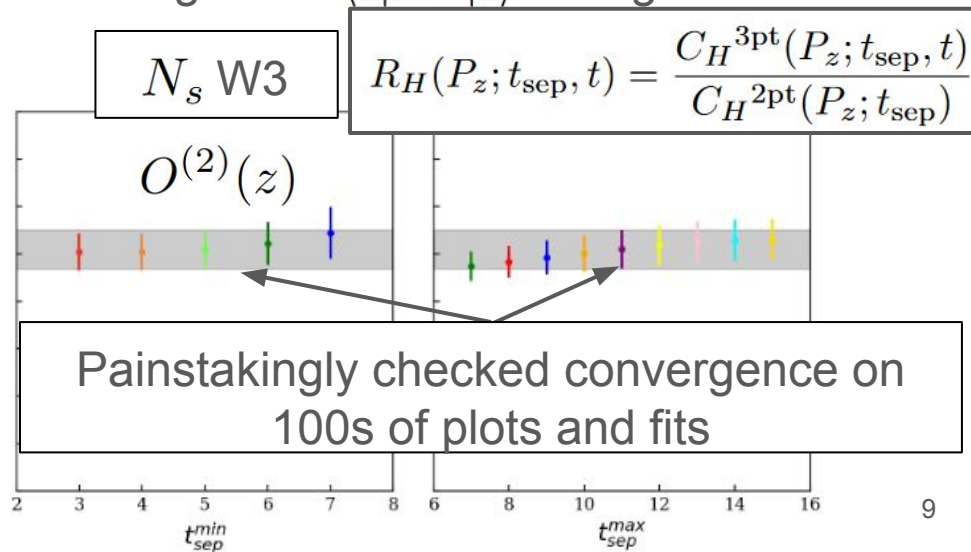 N_s W3
R_H(P_z; t_sep, t) = C_H^3pt(P_z; t_sep, t) / C_H^2pt(P_z; t_sep)
O^(2)(z)
Painstakingly checked convergence on
100s of plots and fits
2 3 4 5 6 7 8
6 8 10 12 14 16
t_sep^min
t_sep^max
9